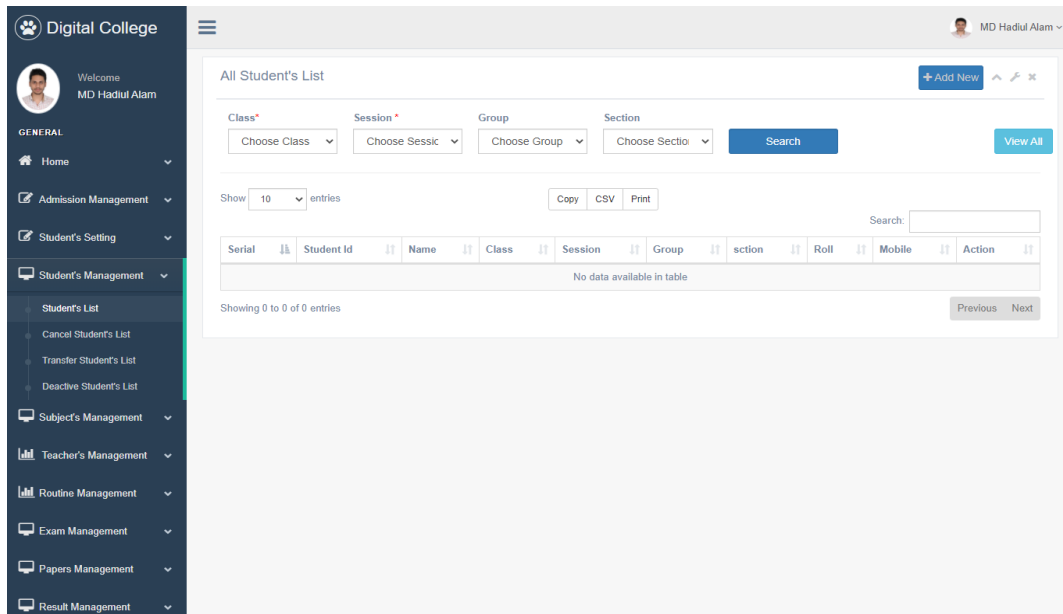 Digital College
MD Hadiul Alam
Welcome
MD Hadiul Alam
GENERAL
Home
Admission Management
Student's Setting
Student's Management
Student's List
Cancel Student's List
Transfer Student's List
Deactive Student's List
Subject's Management
Teacher's Management
Routine Management
Exam Management
Papers Management
Result Management
All Student's List
+ Add New
Class* Session * Group Section
Choose Class Choose Sessic Choose Group Choose Section Search View All
Show 10 entries
Copy CSV Print
Search:
Serial Student Id Name Class Session Group sction Roll Mobile Action
No data available in table
Showing 0 to 0 of 0 entries
Previous Next